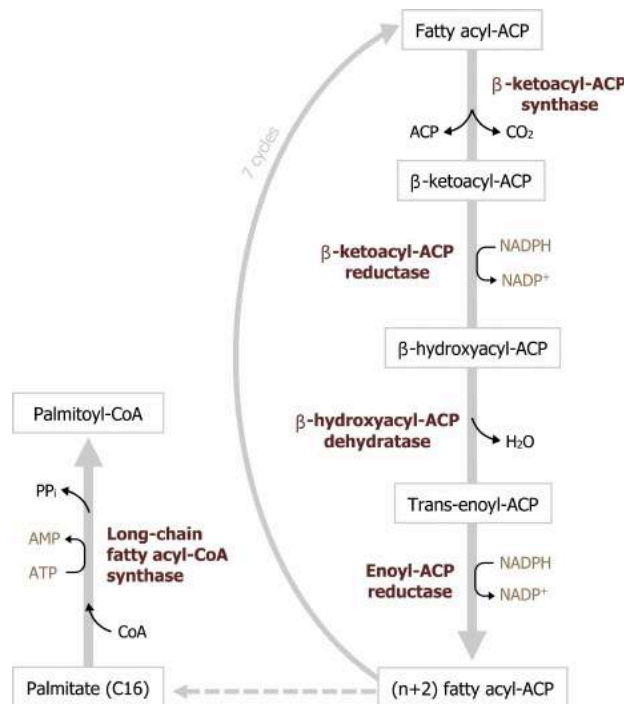 Fatty acyl-ACP
β-ketoacyl-ACP
synthase
ACP
CO₂
7 cycles
β-ketoacyl-ACP
β-ketoacyl-ACP
reductase
NADPH
NADP⁺
β-hydroxyacyl-ACP
Palmitoyl-CoA
β-hydroxyacyl-ACP
dehydratase
H₂O
PPᵢ
Trans-enoyl-ACP
AMP
ATP
Long-chain
fatty acyl-CoA
synthase
Enoyl-ACP
reductase
NADPH
NADP⁺
CoA
Palmitate (C16)
(n+2) fatty acyl-ACP